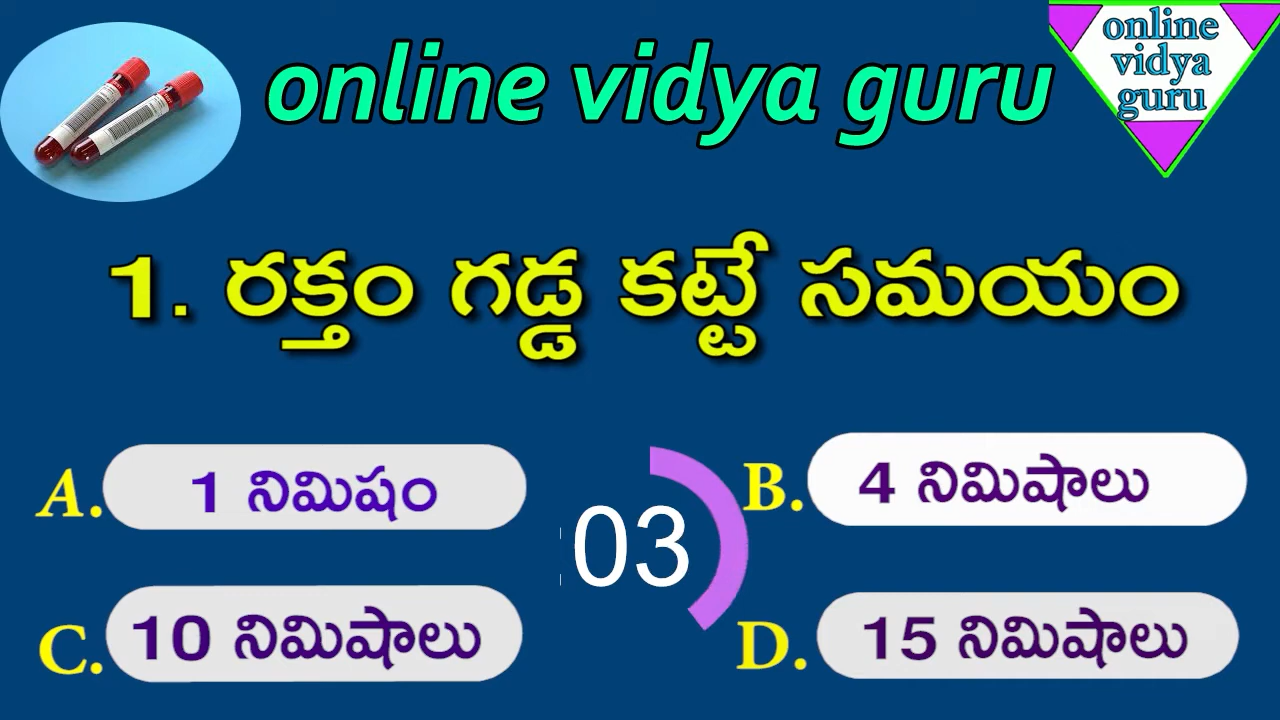 online vidya guru
online
vidya
guru
1. రక్తం గడ్డ కట్టే సమయం
A. 1 నిమిషం
B. 4 నిమిషాలు
03
C. 10 నిమిషాలు
D. 15 నిమిషాలు